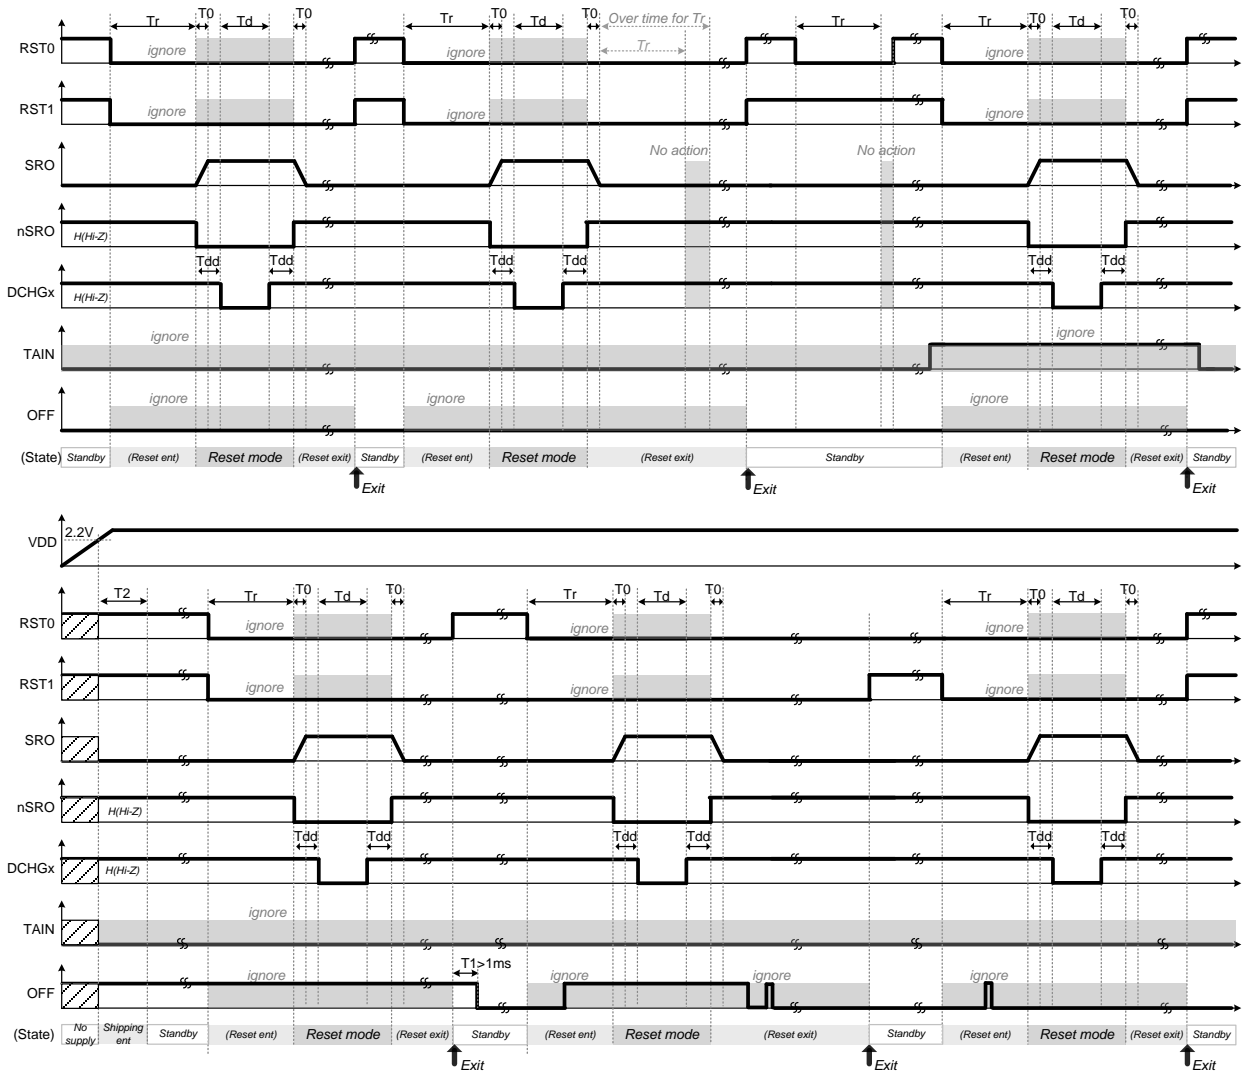 Tr T0 Td T0 Tr T0 Td T0 Over time for Tr Tr Tr T0 Td T0
Tr
RST0 ignore ignore ignore
RST1 ignore ignore ignore
No action No action
SRO
nSRO H(Hi-Z)
Tdd Tdd Tdd Tdd Tdd Tdd
DCHGx H(Hi-Z)
ignore ignore
TAIN
ignore ignore ignore
OFF
(State) Standby (Reset ent) Reset mode (Reset exit) Standby (Reset ent) Reset mode (Reset exit) Standby (Reset ent) Reset mode (Reset exit) Standby
Exit Exit Exit
2.2V
VDD
T2 Tr T0 Td T0 Tr T0 Td T0 Tr T0 Td T0
RST0 ignore ignore ignore
RST1 ignore ignore ignore
SRO
nSRO H(Hi-Z)
Tdd Tdd Tdd Tdd Tdd Tdd
DCHGx H(Hi-Z)
ignore
TAIN
T1>1ms
ignore ignore ignore ignore
OFF
(State) No supply Shipping ent Standby (Reset ent) Reset mode (Reset exit) Standby (Reset ent) Reset mode (Reset exit) Standby (Reset ent) Reset mode (Reset exit) Standby
Exit Exit Exit